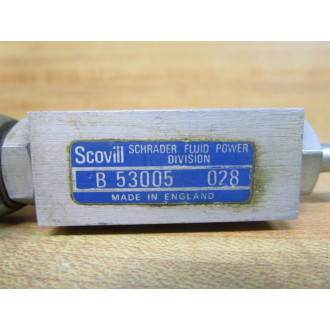 Scovill SCHRADER FLUID POWER
DIVISION
B 53005 028
MADE IN ENGLAND